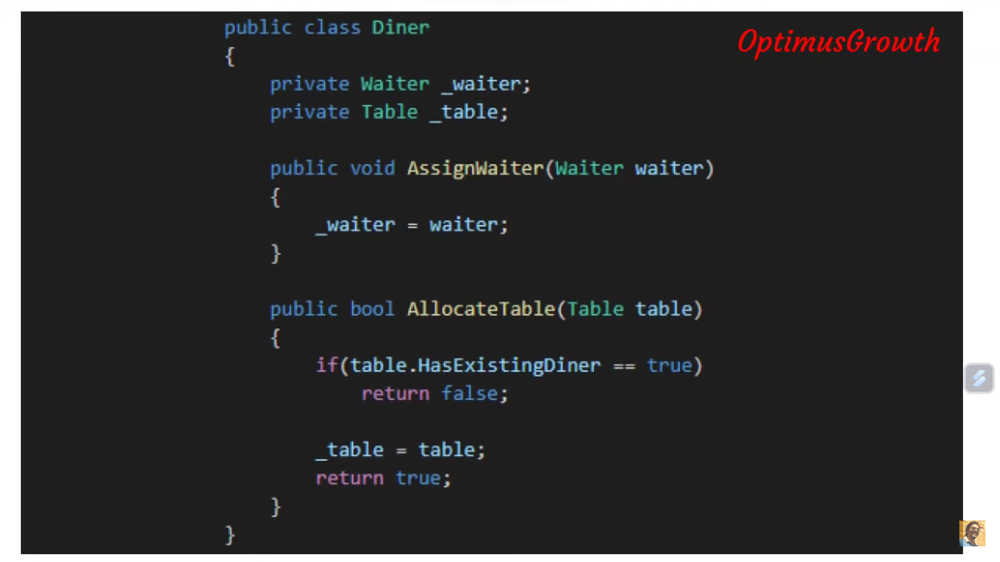 public class Diner
OptimusGrowth
{
private Waiter _waiter;
private Table _table;
public void AssignWaiter(Waiter waiter)
{
_waiter = waiter;
}
public bool AllocateTable(Table table)
{
if(table.HasExistingDiner == true)
return false;
_table = table;
return true;
}
}